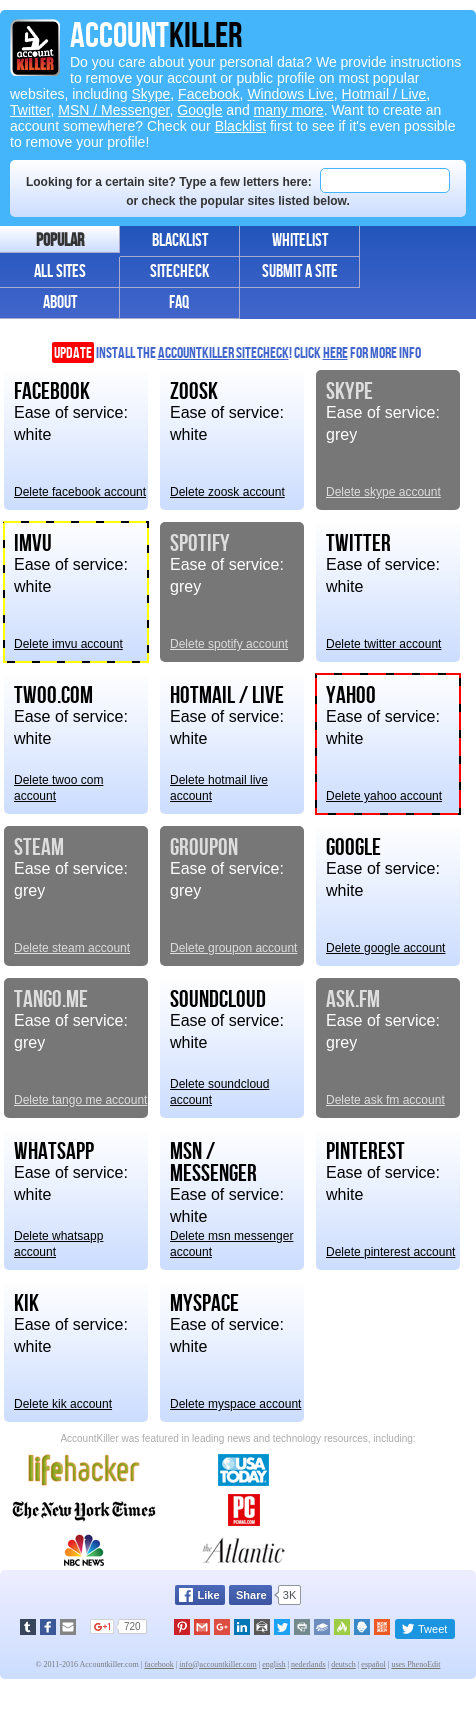 account
KILLER
ACCOUNTKILLER
Do you care about your personal data? We provide instructions
to remove your account or public profile on most popular
websites, including Skype, Facebook, Windows Live, Hotmail / Live,
Twitter, MSN / Messenger, Google and many more. Want to create an
account somewhere? Check our Blacklist first to see if it's even possible
to remove your profile!
Looking for a certain site? Type a few letters here:
or check the popular sites listed below.
POPULAR BLACKLIST WHITELIST
ALL SITES SITECHECK SUBMIT A SITE
ABOUT FAQ
UPDATE INSTALL THE ACCOUNTKILLER SITECHECK! CLICK HERE FOR MORE INFO
FACEBOOK
Ease of service:
white
Delete facebook account
ZOOSK
Ease of service:
white
Delete zoosk account
SKYPE
Ease of service:
grey
Delete skype account
IMVU
Ease of service:
white
Delete imvu account
SPOTIFY
Ease of service:
grey
Delete spotify account
TWITTER
Ease of service:
white
Delete twitter account
TWOO.COM
Ease of service:
white
Delete twoo com
account
HOTMAIL / LIVE
Ease of service:
white
Delete hotmail live
account
YAHOO
Ease of service:
white
Delete yahoo account
STEAM
Ease of service:
grey
Delete steam account
GROUPON
Ease of service:
grey
Delete groupon account
GOOGLE
Ease of service:
white
Delete google account
TANGO.ME
Ease of service:
grey
Delete tango me account
SOUNDCLOUD
Ease of service:
white
Delete soundcloud
account
ASK.FM
Ease of service:
grey
Delete ask fm account
WHATSAPP
Ease of service:
white
Delete whatsapp
account
MSN /
MESSENGER
Ease of service:
white
Delete msn messenger
account
PINTEREST
Ease of service:
white
Delete pinterest account
KIK
Ease of service:
white
Delete kik account
MYSPACE
Ease of service:
white
Delete myspace account
AccountKiller was featured in leading news and technology resources, including:
lifehacker
USA
TODAY
The New York Times
PC
PCMAG.COM
NBC NEWS
the Atlantic
Like Share 3K
G+1 720
Tweet
© 2011-2016 Accountkiller.com | facebook | info@accountkiller.com | english | nederlands | deutsch | español | uses PhenoEdit